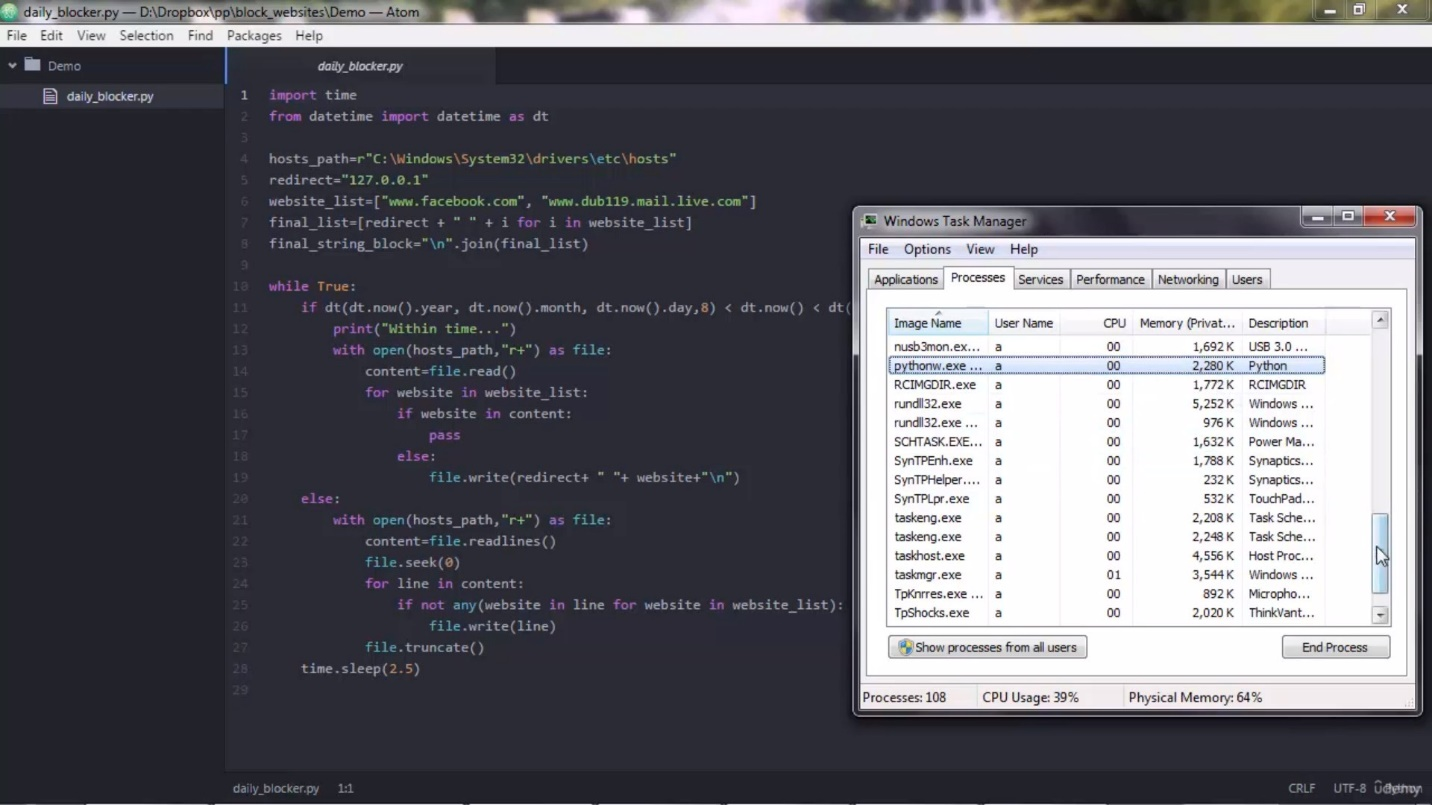 daily_blocker.py — D:\Dropbox\pp\block_websites\Demo — Atom
File Edit View Selection Find Packages Help
Demo
daily_blocker.py
daily_blocker.py
1 import time
2 from datetime import datetime as dt
3
4 hosts_path=r"C:\Windows\System32\drivers\etc\hosts"
5 redirect="127.0.0.1"
6 website_list=["www.facebook.com", "www.dub119.mail.live.com"]
7 final_list=[redirect + " " + i for i in website_list]
8 final_string_block="\n".join(final_list)
9
10 while True:
11 if dt(dt.now().year, dt.now().month, dt.now().day,8) < dt.now() < dt(
12 print("Within time...")
13 with open(hosts_path,"r+") as file:
14 content=file.read()
15 for website in website_list:
16 if website in content:
17 pass
18 else:
19 file.write(redirect+ " "+ website+"\n")
20 else:
21 with open(hosts_path,"r+") as file:
22 content=file.readlines()
23 file.seek(0)
24 for line in content:
25 if not any(website in line for website in website_list):
26 file.write(line)
27 file.truncate()
28 time.sleep(2.5)
29
Windows Task Manager
File Options View Help
Applications Processes Services Performance Networking Users
Image Name User Name CPU Memory (Privat... Description
nusb3mon.ex... a 00 1,692 K USB 3.0 ...
pythonw.exe ... a 00 2,280 K Python
RCIMGDIR.exe a 00 1,772 K RCIMGDIR
rundll32.exe a 00 5,252 K Windows ...
rundll32.exe ... a 00 976 K Windows ...
SCHTASK.EXE... a 00 1,632 K Power Ma...
SynTPEnh.exe a 00 1,788 K Synaptics...
SynTPHelper.... a 00 232 K Synaptics...
SynTPLpr.exe a 00 532 K TouchPad...
taskeng.exe a 00 2,208 K Task Sche...
taskeng.exe a 00 2,248 K Task Sche...
taskhost.exe a 00 4,556 K Host Proc...
taskmgr.exe a 01 3,544 K Windows ...
TpKnrres.exe ... a 00 892 K Micropho...
TpShocks.exe a 00 2,020 K ThinkVant...
Show processes from all users End Process
Processes: 108 CPU Usage: 39% Physical Memory: 64%
daily_blocker.py 1:1 CRLF UTF-8